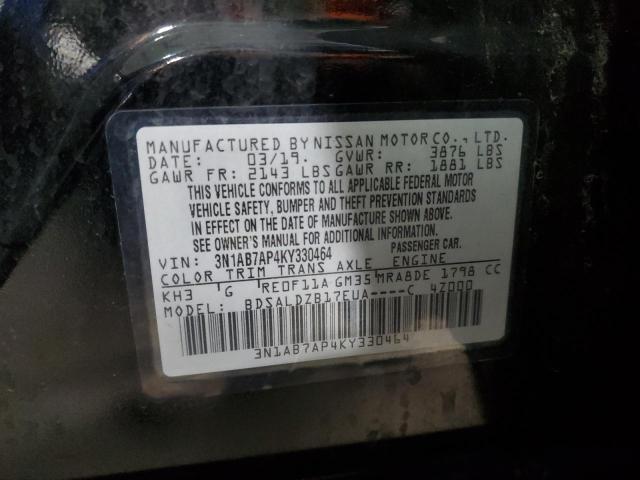 MANUFACTURED BY NISSAN MOTOR CO., LTD.
DATE: 03/19. GVWR: 3876 LBS
GAWR FR: 2143 LBS GAWR RR: 1881 LBS
THIS VEHICLE CONFORMS TO ALL APPLICABLE FEDERAL MOTOR
VEHICLE SAFETY, BUMPER AND THEFT PREVENTION STANDARDS
IN EFFECT ON THE DATE OF MANUFACTURE SHOWN ABOVE.
SEE OWNER'S MANUAL FOR ADDITIONAL INFORMATION.
VIN: 3N1AB7AP4KY330464 PASSENGER CAR.
COLOR TRIM TRANS AXLE ENGINE
KH3 G RE0F11A GM35 MRA8DE 1798 CC
MODEL: BDSALDZB17EUA----C 4Z000
3N1AB7AP4KY330464